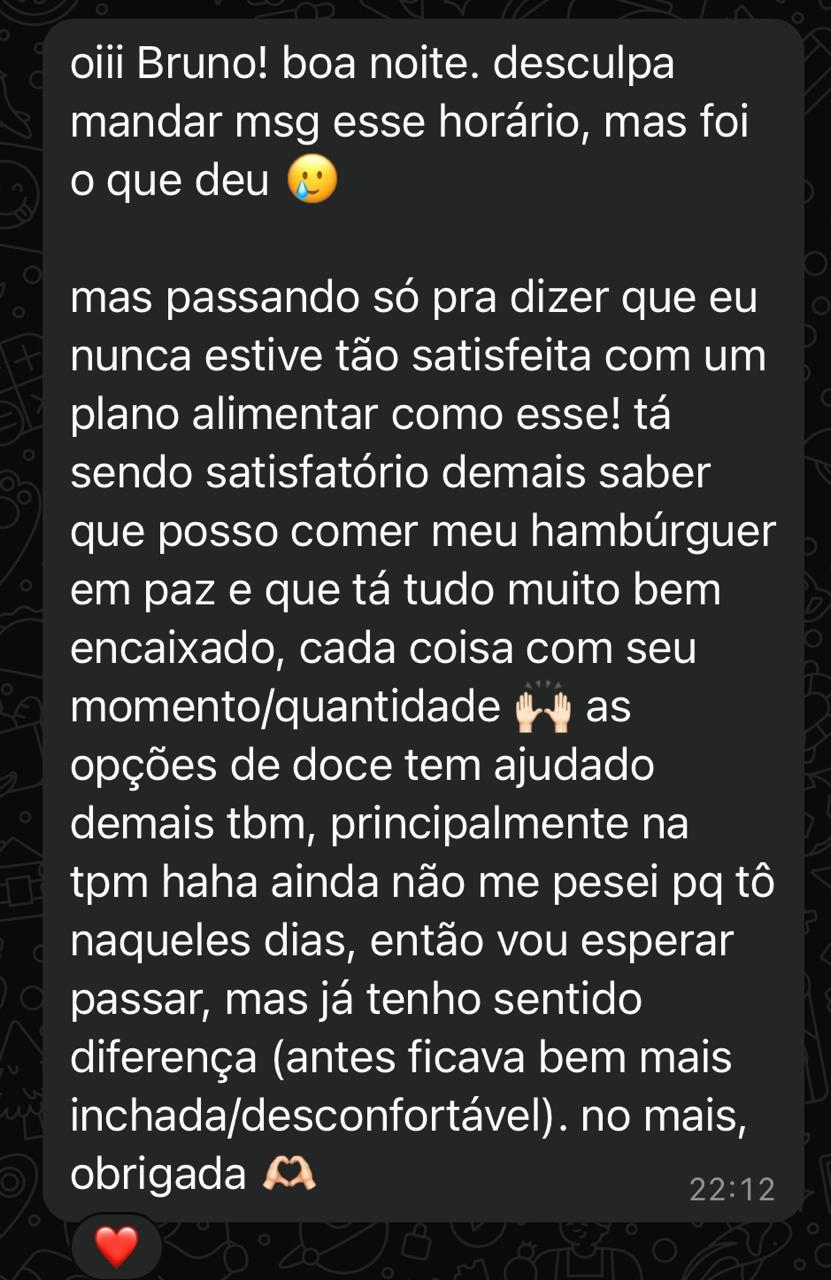 oiii Bruno! boa noite. desculpa
mandar msg esse horário, mas foi
o que deu 🥲
mas passando só pra dizer que eu
nunca estive tão satisfeita com um
plano alimentar como esse! tá
sendo satisfatório demais saber
que posso comer meu hambúrguer
em paz e que tá tudo muito bem
encaixado, cada coisa com seu
momento/quantidade 🙌🏻 as
opções de doce tem ajudado
demais tbm, principalmente na
tpm haha ainda não me pesei pq tô
naqueles dias, então vou esperar
passar, mas já tenho sentido
diferença (antes ficava bem mais
inchada/desconfortável). no mais,
obrigada 🫶🏻
22:12
❤️